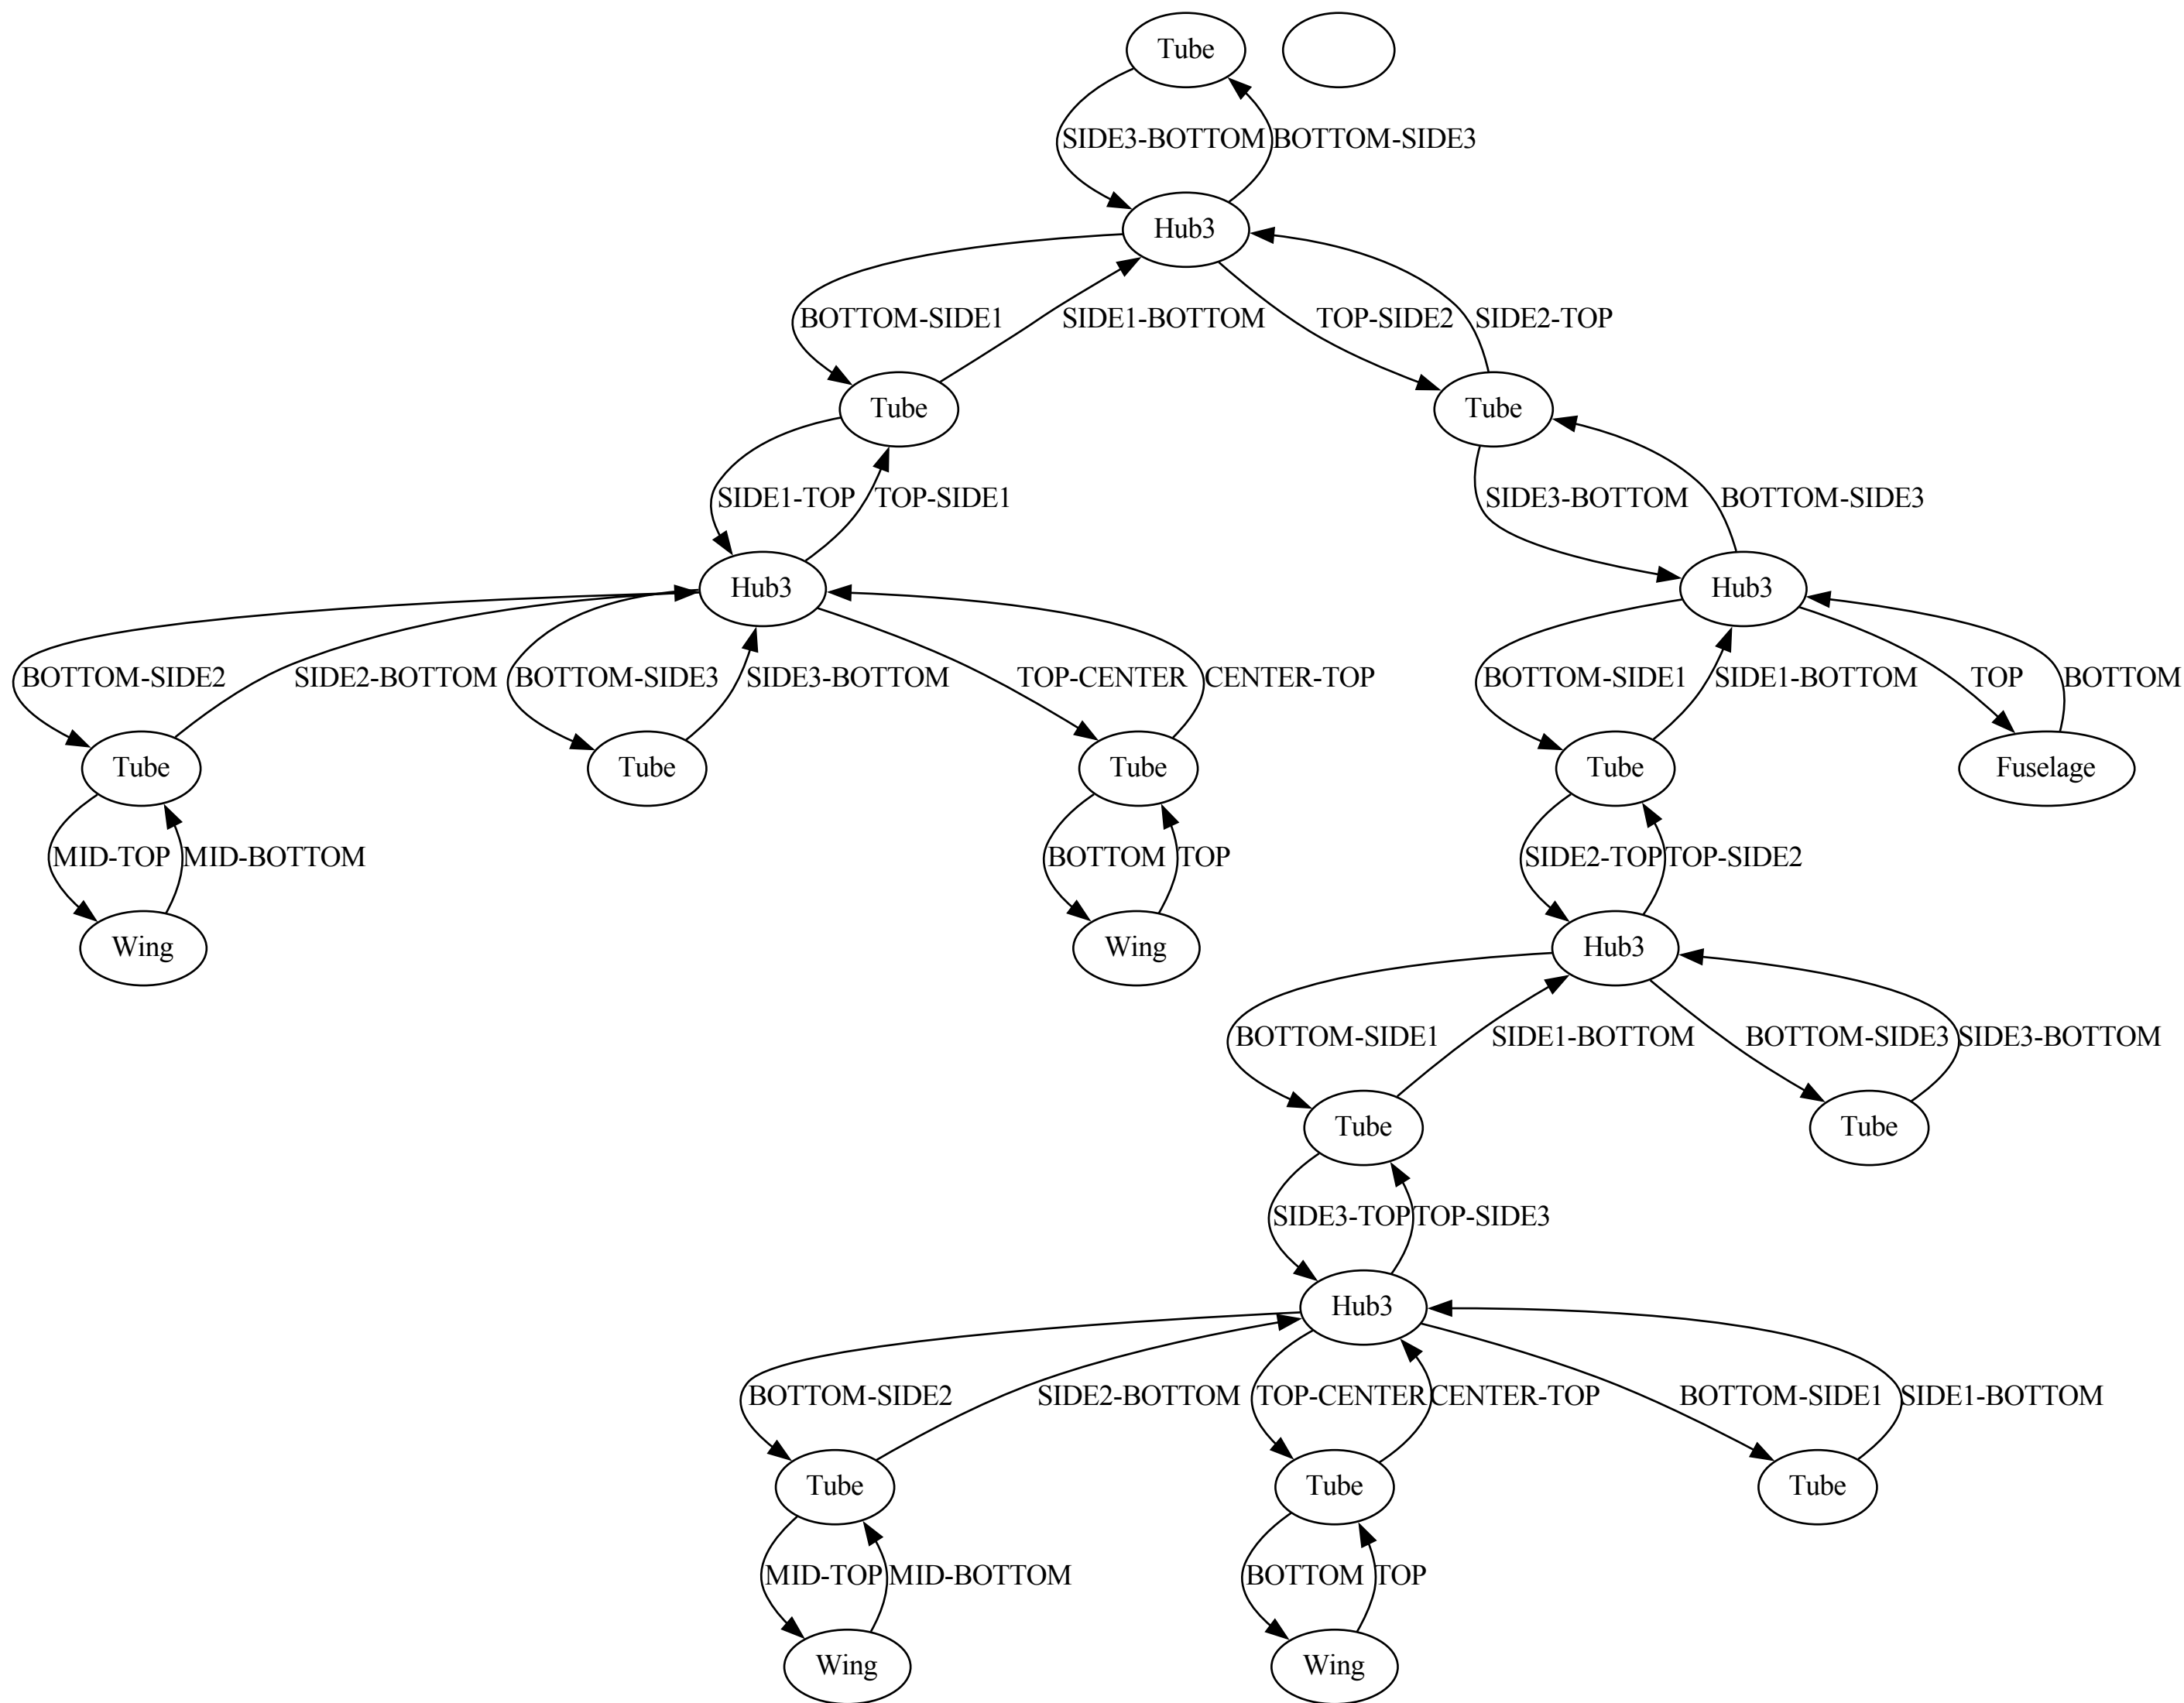 Tube
SIDE3-BOTTOM BOTTOM-SIDE3
Hub3
BOTTOM-SIDE1 SIDE1-BOTTOM TOP-SIDE2 SIDE2-TOP
Tube Tube
SIDE1-TOP TOP-SIDE1 SIDE3-BOTTOM BOTTOM-SIDE3
Hub3 Hub3
BOTTOM-SIDE2 SIDE2-BOTTOM BOTTOM-SIDE3 SIDE3-BOTTOM TOP-CENTER CENTER-TOP BOTTOM-SIDE1 SIDE1-BOTTOM TOP BOTTOM
Tube Tube Tube Tube Fuselage
MID-TOP MID-BOTTOM BOTTOM TOP SIDE2-TOP TOP-SIDE2
Wing Wing Hub3
BOTTOM-SIDE1 SIDE1-BOTTOM BOTTOM-SIDE3 SIDE3-BOTTOM
Tube Tube
SIDE3-TOP TOP-SIDE3
Hub3
BOTTOM-SIDE2 SIDE2-BOTTOM TOP-CENTER CENTER-TOP BOTTOM-SIDE1 SIDE1-BOTTOM
Tube Tube Tube
MID-TOP MID-BOTTOM BOTTOM TOP
Wing Wing